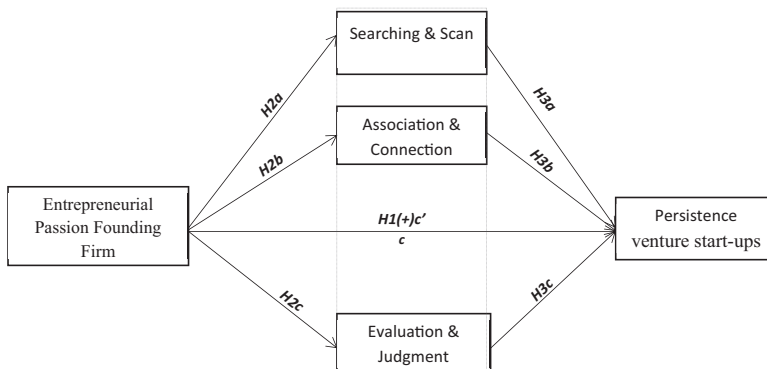 Searching & Scan
H2a
H3a
Association &
Connection
H2b
H3b
Entrepreneurial
Passion Founding
Firm
H1(+)c’
c
Persistence
venture start-ups
H2c
H3c
Evaluation &
Judgment